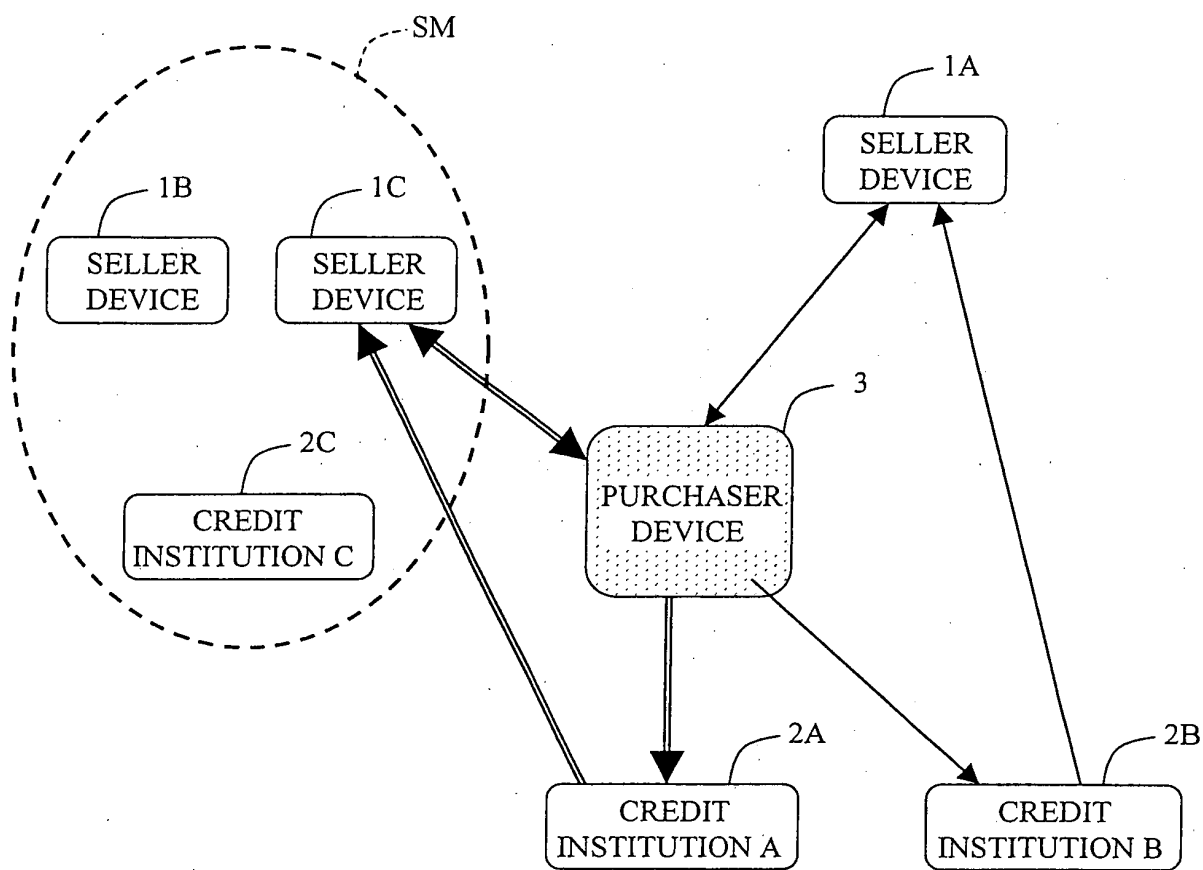 SM
1A
SELLER
DEVICE
1B
SELLER
DEVICE
1C
SELLER
DEVICE
3
PURCHASER
DEVICE
2C
CREDIT
INSTITUTION C
2A
CREDIT
INSTITUTION A
2B
CREDIT
INSTITUTION B